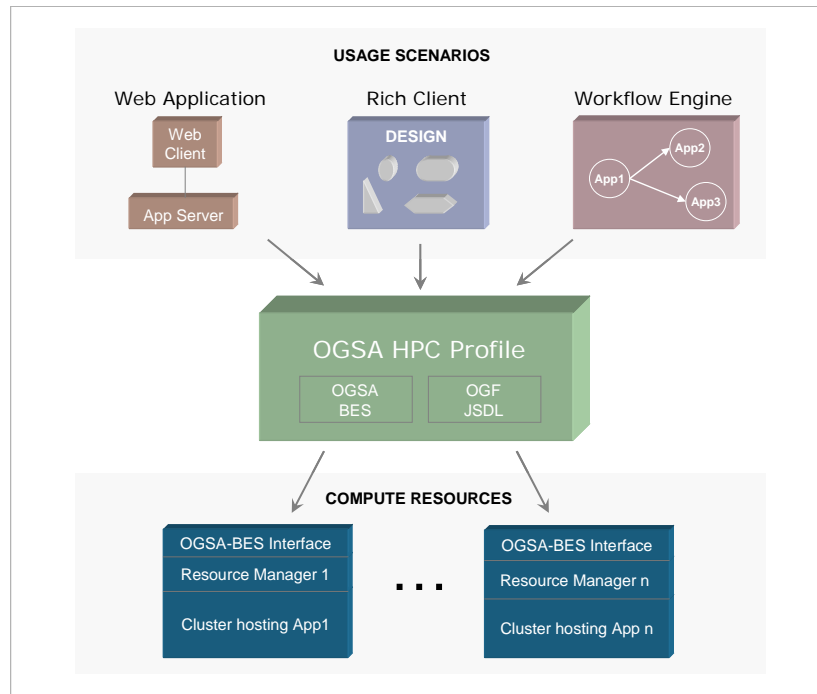 USAGE SCENARIOS
Web Application
Rich Client
Workflow Engine
Web
Client
App Server
DESIGN
App1
App2
App3
OGSA HPC Profile
OGSA
BES
OGF
JSDL
COMPUTE RESOURCES
OGSA-BES Interface
Resource Manager 1
Cluster hosting App1
...
OGSA-BES Interface
Resource Manager n
Cluster hosting App n